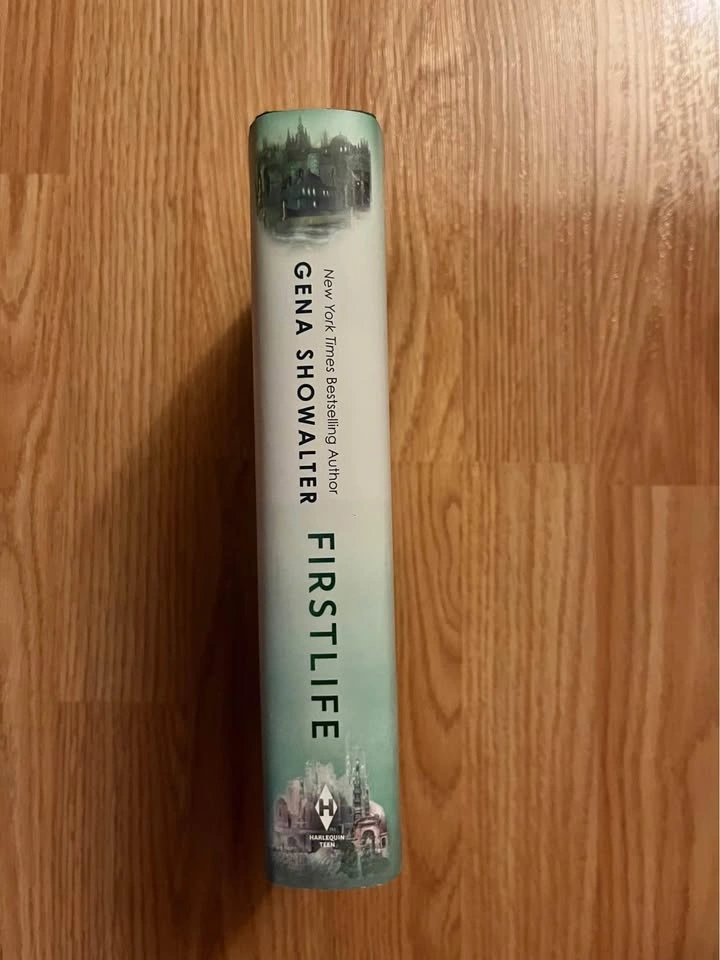 New York Times Bestselling Author
GENA SHOWALTER
FIRSTLIFE
H
HARLEQUIN
TEEN